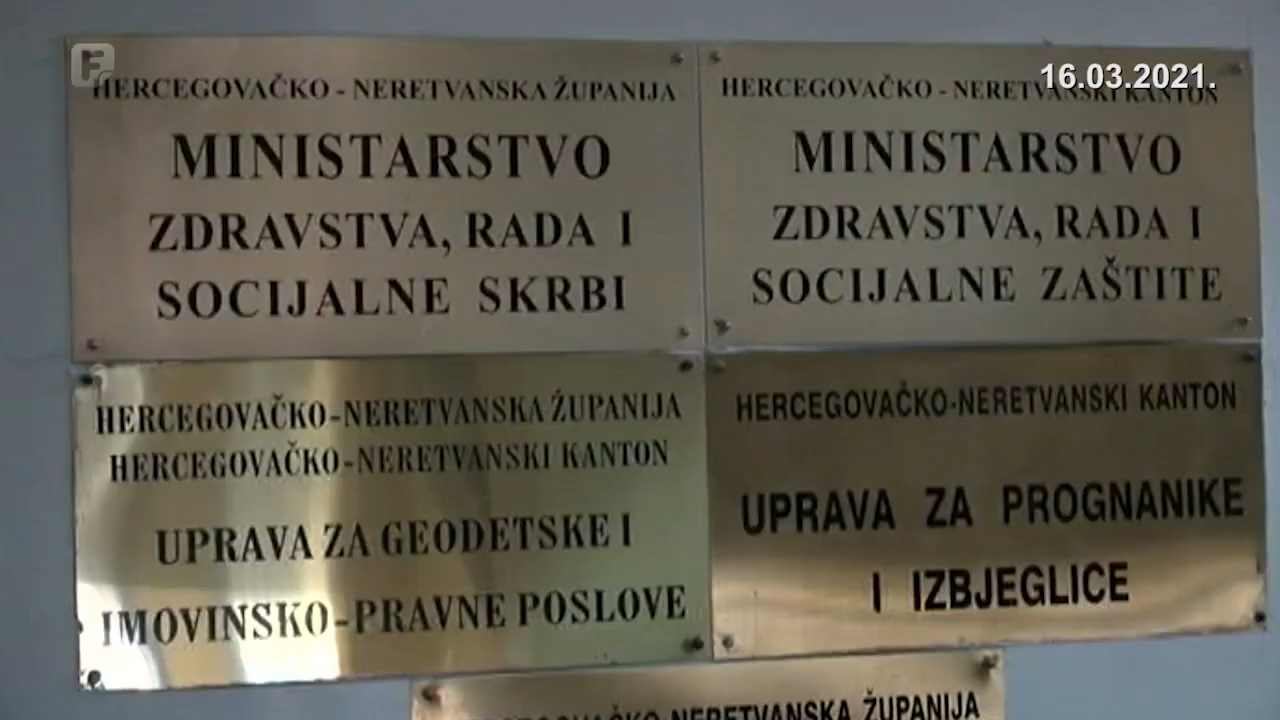 F
16.03.2021.
HERCEGOVAČKO - NERETVANSKA ŽUPANIJA
MINISTARSTVO
ZDRAVSTVA, RADA I
SOCIJALNE SKRBI
HERCEGOVAČKO - NERETVANSKI KANTON
MINISTARSTVO
ZDRAVSTVA, RADA I
SOCIJALNE ZAŠTITE
HERCEGOVAČKO-NERETVANSKA ŽUPANIJA
HERCEGOVAČKO-NERETVANSKI KANTON
UPRAVA ZA GEODETSKE I
IMOVINSKO-PRAVNE POSLOVE
HERCEGOVAČKO-NERETVANSKI KANTON
UPRAVA ZA PROGNANIKE
I IZBJEGLICE
HERCEGOVAČKO-NERETVANSKA ŽUPANIJA